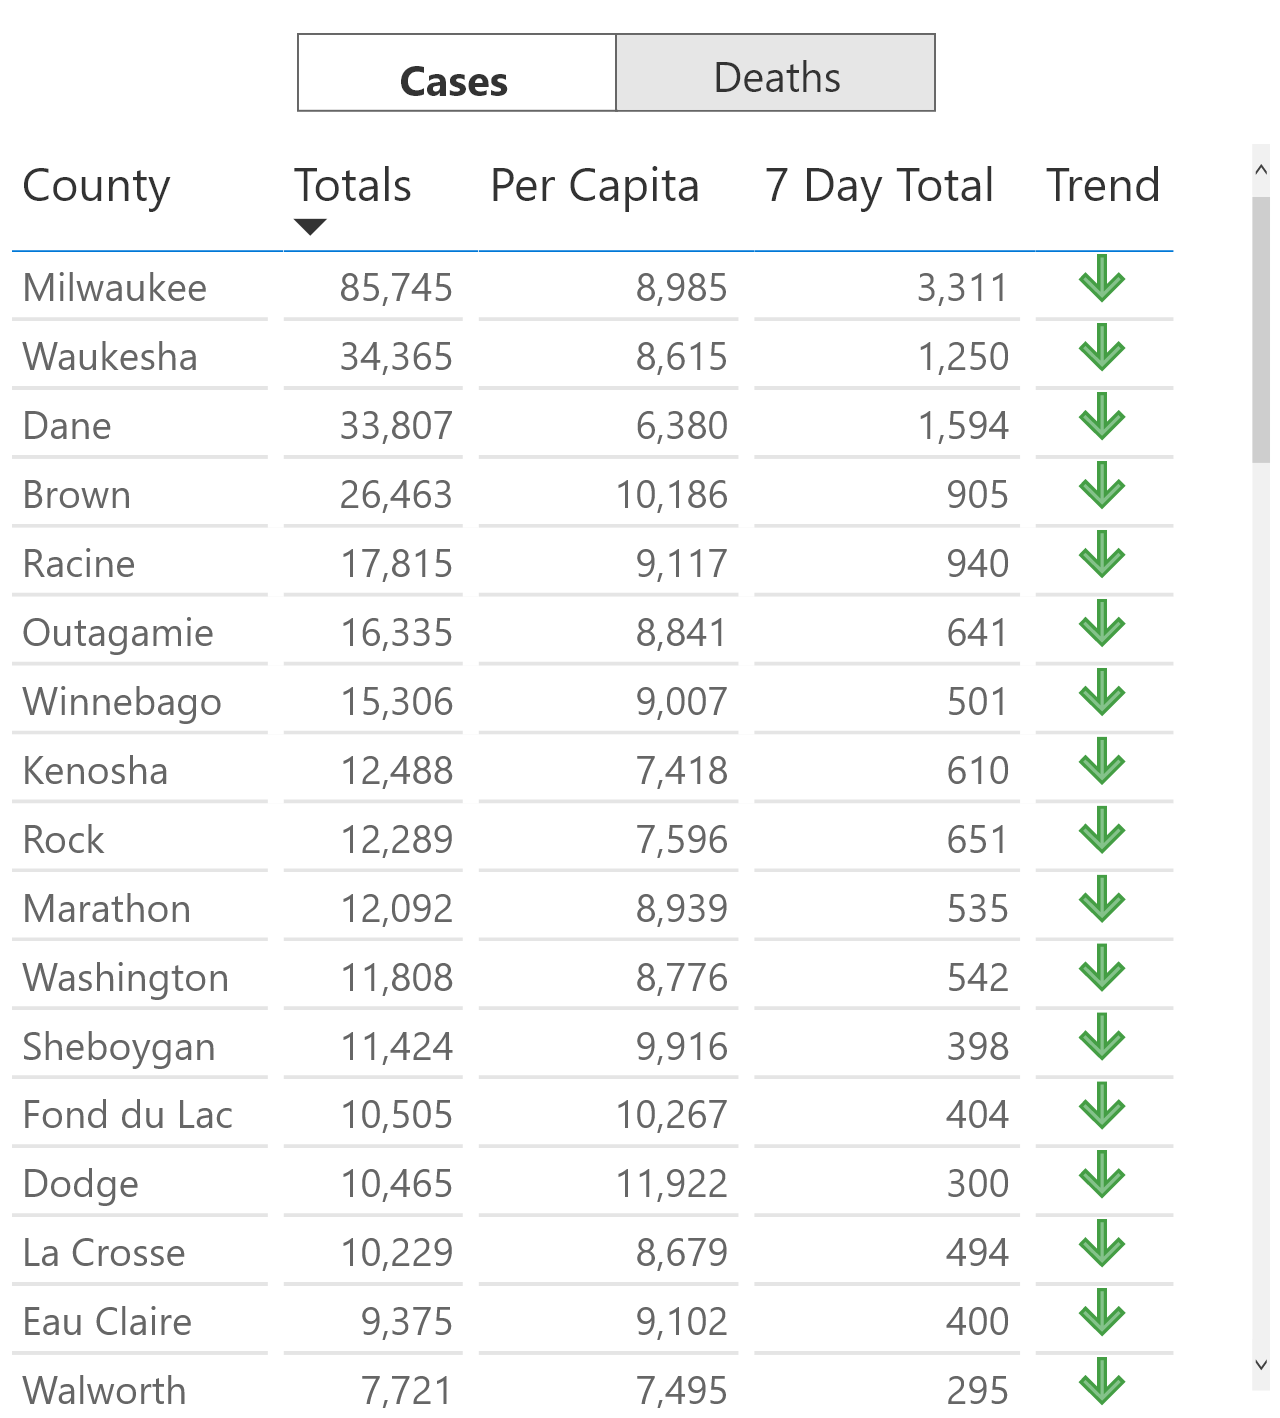 Cases Deaths
County Totals Per Capita 7 Day Total Trend
Milwaukee 85,745 8,985 3,311
Waukesha 34,365 8,615 1,250
Dane 33,807 6,380 1,594
Brown 26,463 10,186 905
Racine 17,815 9,117 940
Outagamie 16,335 8,841 641
Winnebago 15,306 9,007 501
Kenosha 12,488 7,418 610
Rock 12,289 7,596 651
Marathon 12,092 8,939 535
Washington 11,808 8,776 542
Sheboygan 11,424 9,916 398
Fond du Lac 10,505 10,267 404
Dodge 10,465 11,922 300
La Crosse 10,229 8,679 494
Eau Claire 9,375 9,102 400
Walworth 7,721 7,495 295